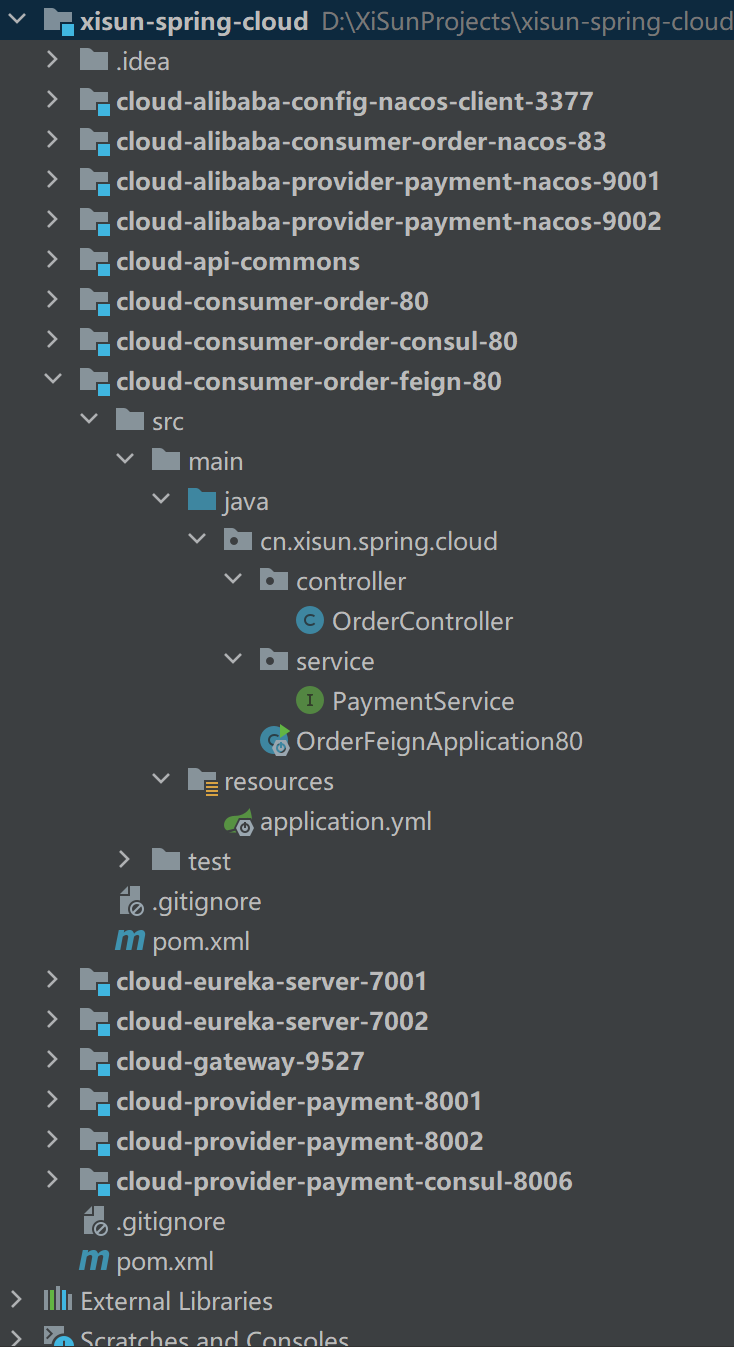 xisun-spring-cloud D:\XiSunProjects\xisun-spring-cloud
.idea
cloud-alibaba-config-nacos-client-3377
cloud-alibaba-consumer-order-nacos-83
cloud-alibaba-provider-payment-nacos-9001
cloud-alibaba-provider-payment-nacos-9002
cloud-api-commons
cloud-consumer-order-80
cloud-consumer-order-consul-80
cloud-consumer-order-feign-80
src
main
java
cn.xisun.spring.cloud
controller
C OrderController
service
I PaymentService
OrderFeignApplication80
resources
application.yml
test
.gitignore
m pom.xml
cloud-eureka-server-7001
cloud-eureka-server-7002
cloud-gateway-9527
cloud-provider-payment-8001
cloud-provider-payment-8002
cloud-provider-payment-consul-8006
.gitignore
m pom.xml
External Libraries
Scratches and Consoles